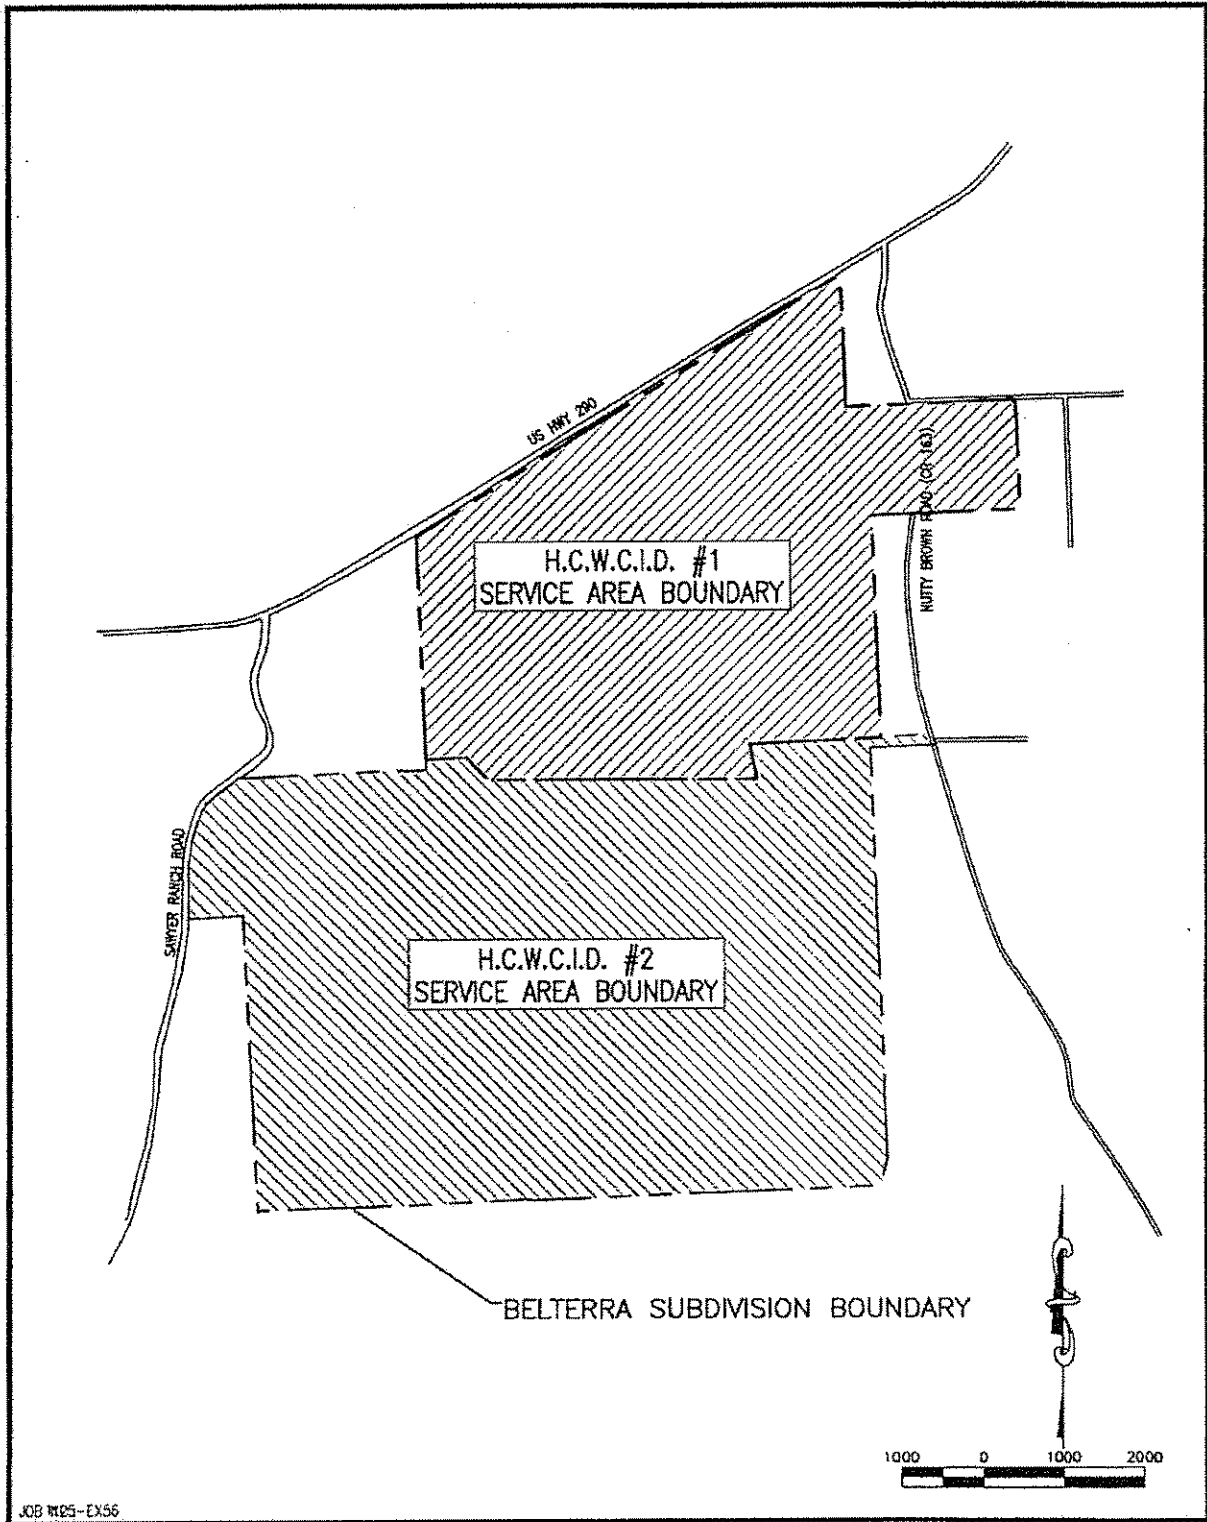 US HWY 290
NUTTY BROWN ROAD (CR 163)
H.C.W.C.I.D. #1
SERVICE AREA BOUNDARY
SAWYER RANCH ROAD
H.C.W.C.I.D. #2
SERVICE AREA BOUNDARY
BELTERRA SUBDIVISION BOUNDARY
1000 0 1000 2000
JOB